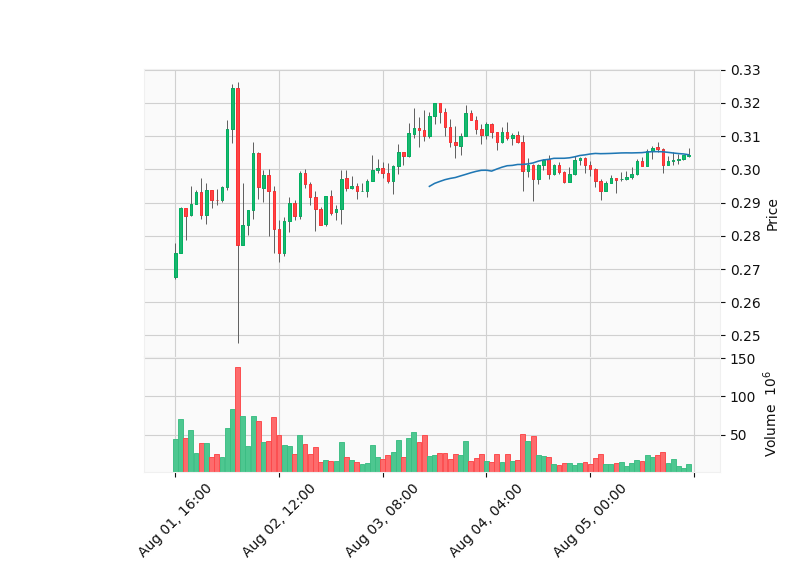 0.33
0.32
0.31
0.30
0.29
0.28
0.27
0.26
0.25
Price
150
100
50
Volume 10^6
Aug 01, 16:00
Aug 02, 12:00
Aug 03, 08:00
Aug 04, 04:00
Aug 05, 00:00